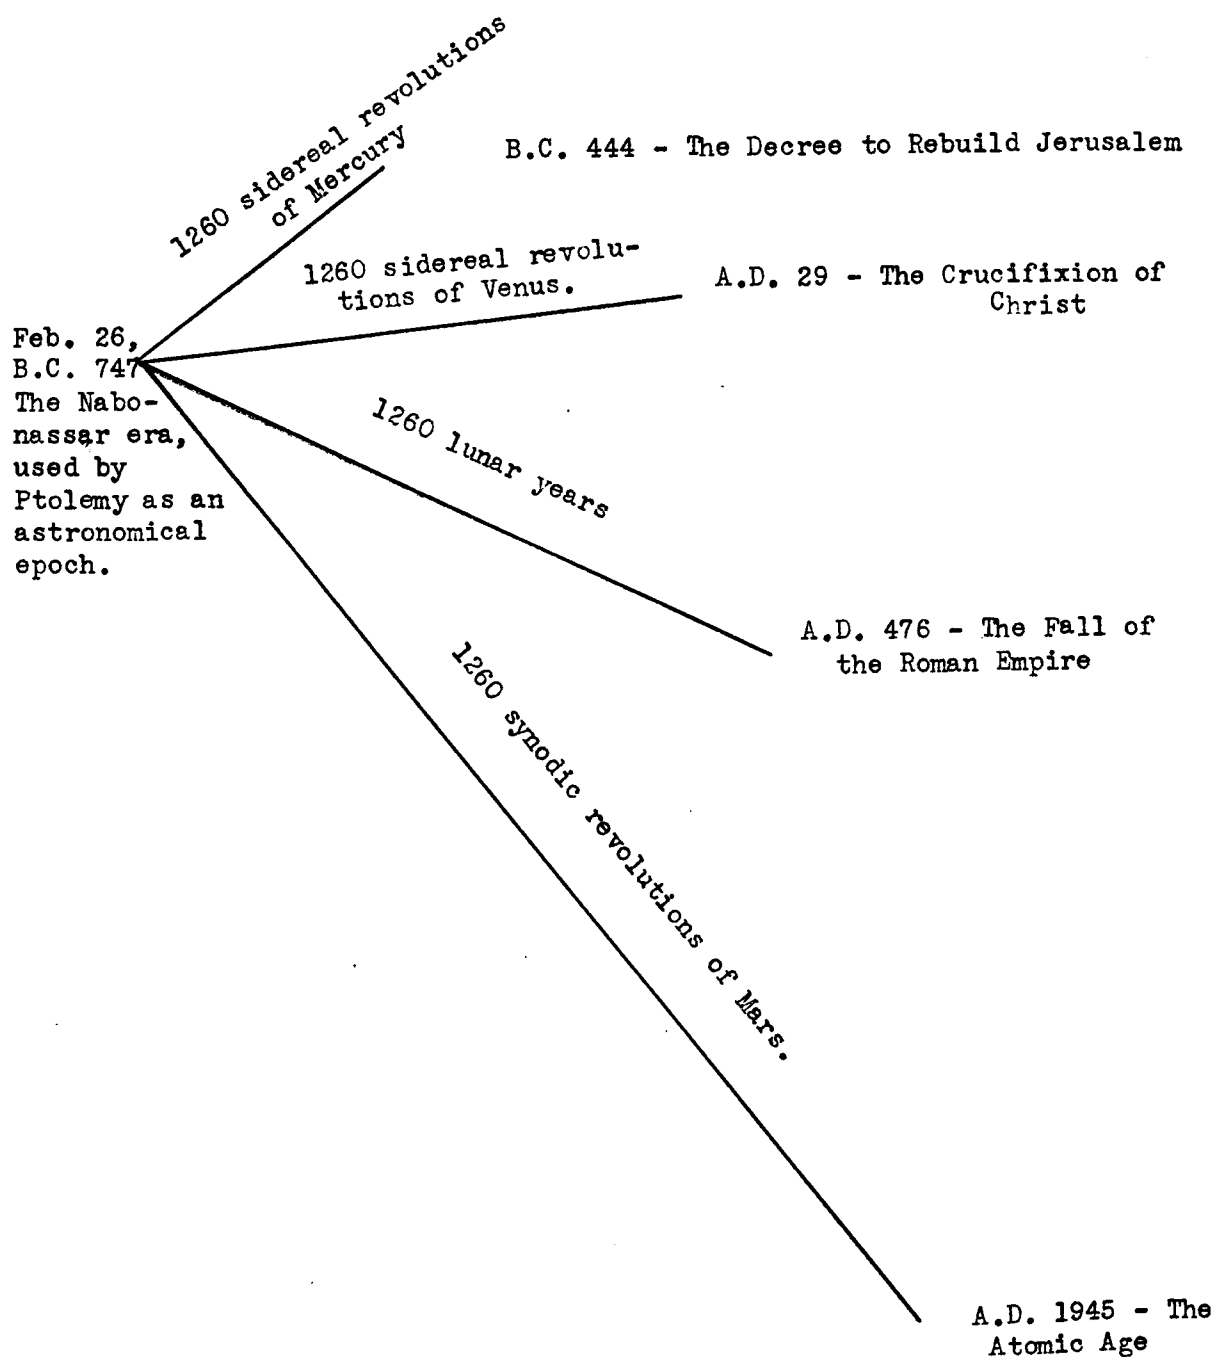 1260 sidereal revolutions
of Mercury
B.C. 444 - The Decree to Rebuild Jerusalem
1260 sidereal revolu-
tions of Venus.
A.D. 29 - The Crucifixion of
Christ
Feb. 26,
B.C. 747
The Nabo-
nassar era,
used by
Ptolemy as an
astronomical
epoch.
1260 lunar years
A.D. 476 - The Fall of
the Roman Empire
1260 synodic revolutions of Mars.
A.D. 1945 - The
Atomic Age